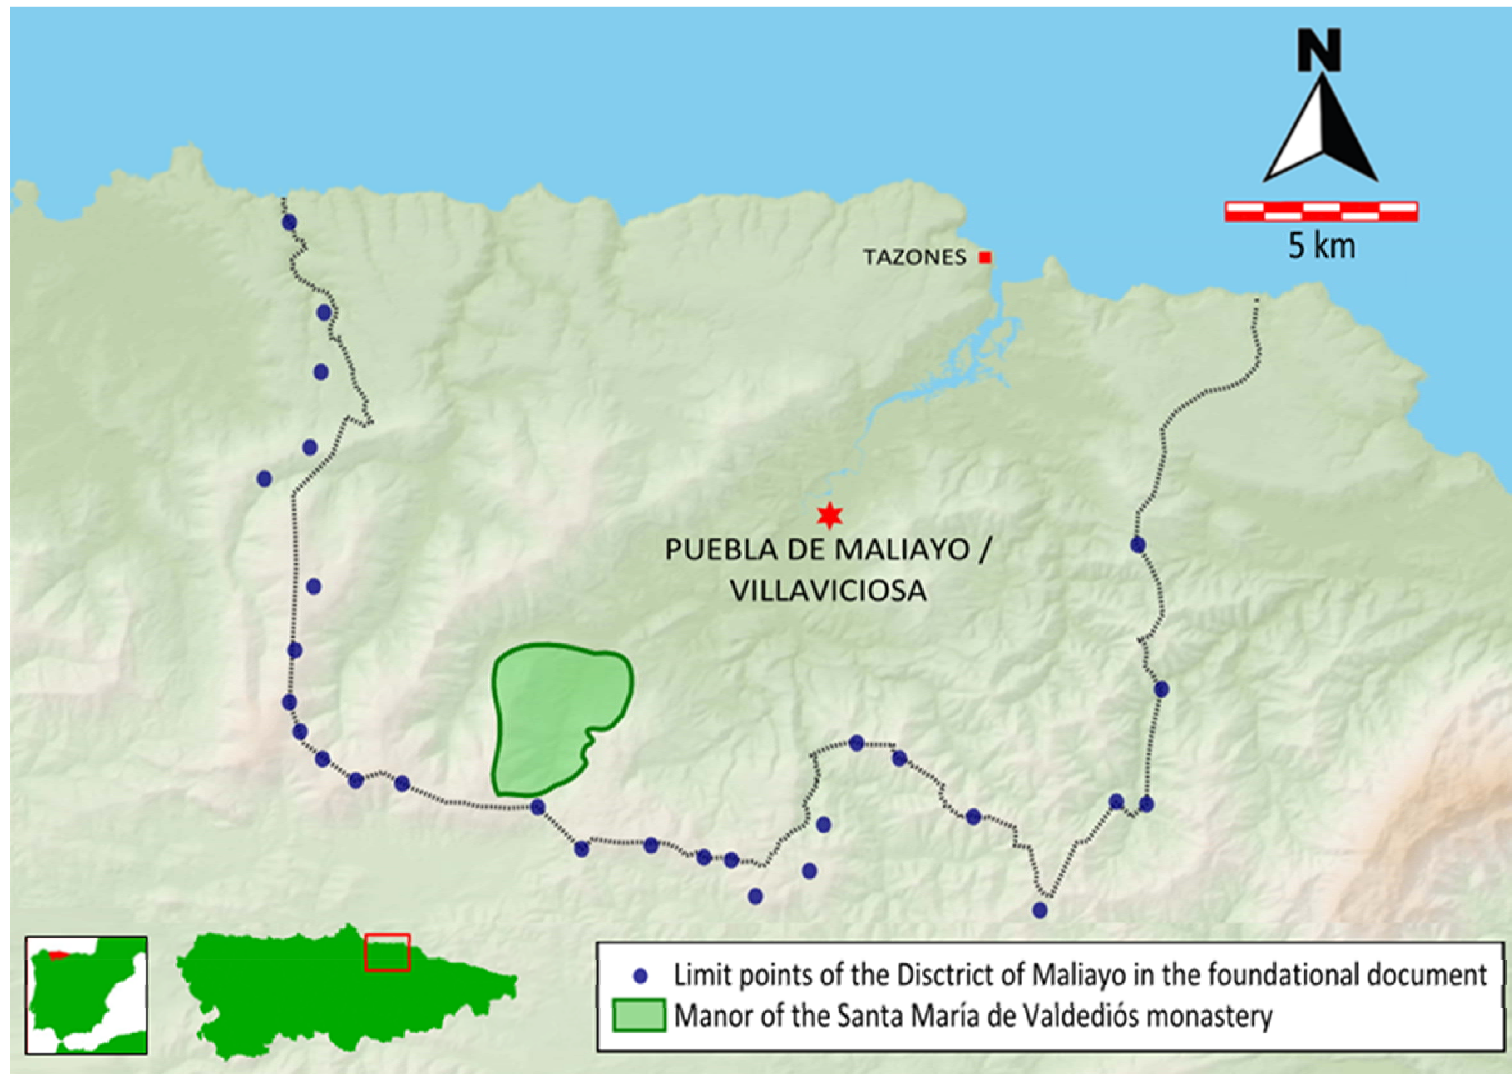 N
5 km
TAZONES
PUEBLA DE MALIAYO /
VILLAVICIOSA
Limit points of the Disctrict of Maliayo in the foundational document
Manor of the Santa María de Valdediós monastery